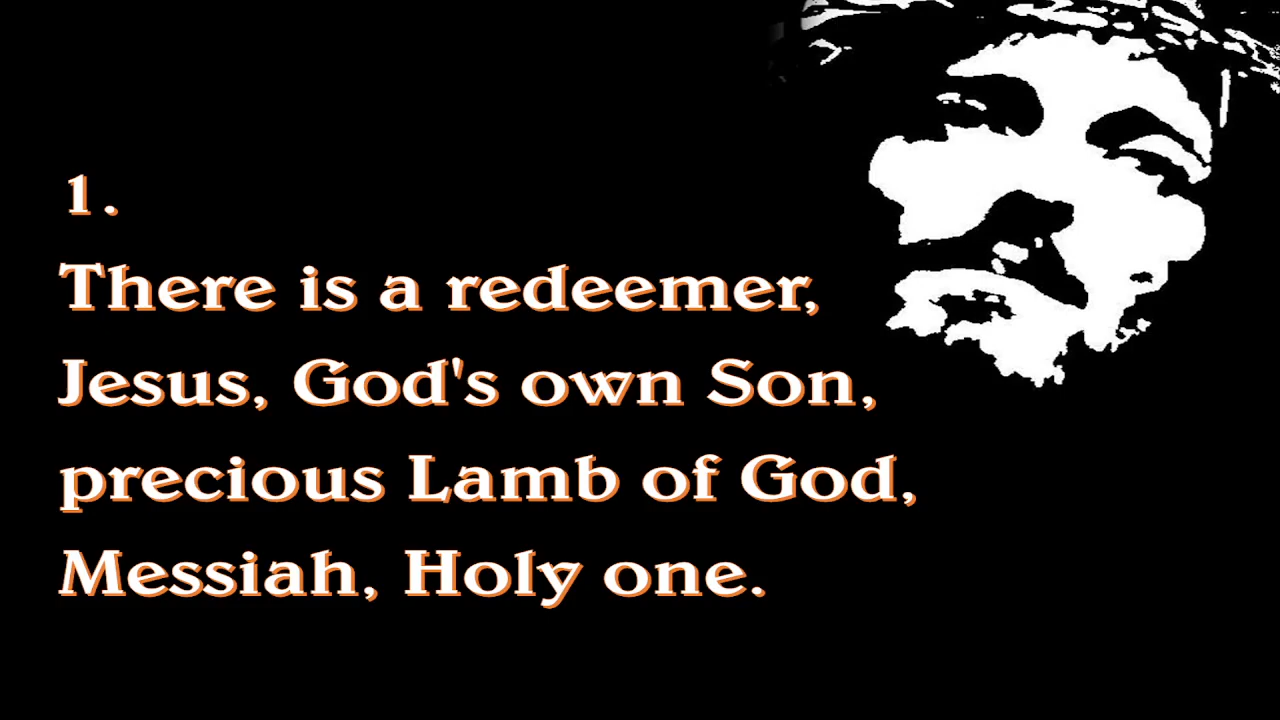 1.
There is a redeemer,
Jesus, God's own Son,
precious Lamb of God,
Messiah, Holy one.